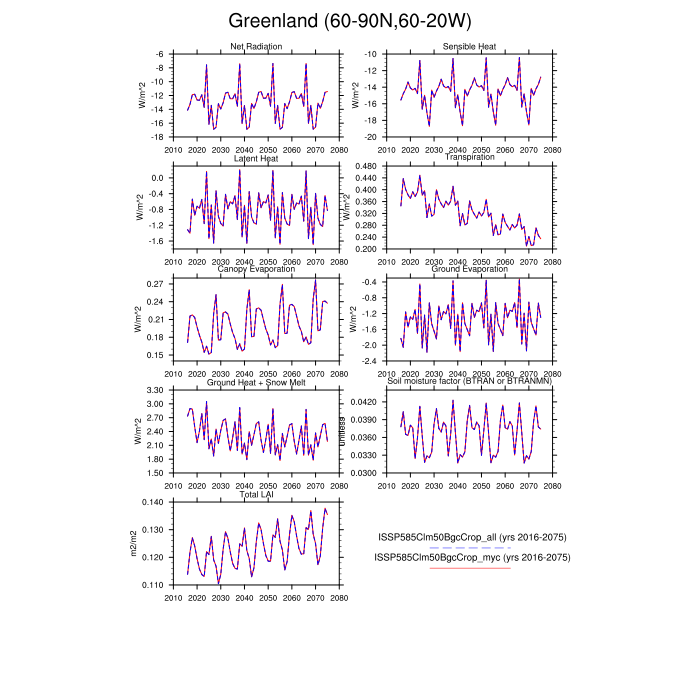 Greenland (60-90N,60-20W)
Net Radiation
Sensible Heat
W/m^2
-6
-8
-10
-12
-14
-16
-18
2010 2020 2030 2040 2050 2060 2070 2080
W/m^2
-10
-12
-14
-16
-18
-20
2010 2020 2030 2040 2050 2060 2070 2080
Latent Heat
Transpiration
W/m^2
0.0
-0.4
-0.8
-1.2
-1.6
2010 2020 2030 2040 2050 2060 2070 2080
W/m^2
0.480
0.440
0.400
0.360
0.320
0.280
0.240
0.200
2010 2020 2030 2040 2050 2060 2070 2080
Canopy Evaporation
Ground Evaporation
W/m^2
0.27
0.24
0.21
0.18
0.15
2010 2020 2030 2040 2050 2060 2070 2080
W/m^2
-0.4
-0.8
-1.2
-1.6
-2.0
-2.4
2010 2020 2030 2040 2050 2060 2070 2080
Ground Heat + Snow Melt
Soil moisture factor (BTRAN or BTRANMN)
W/m^2
3.30
3.00
2.70
2.40
2.10
1.80
1.50
2010 2020 2030 2040 2050 2060 2070 2080
unitless
0.0420
0.0390
0.0360
0.0330
0.0300
2010 2020 2030 2040 2050 2060 2070 2080
Total LAI
m2/m2
0.140
0.130
0.120
0.110
2010 2020 2030 2040 2050 2060 2070 2080
ISSP585Clm50BgcCrop_all (yrs 2016-2075)
ISSP585Clm50BgcCrop_myc (yrs 2016-2075)